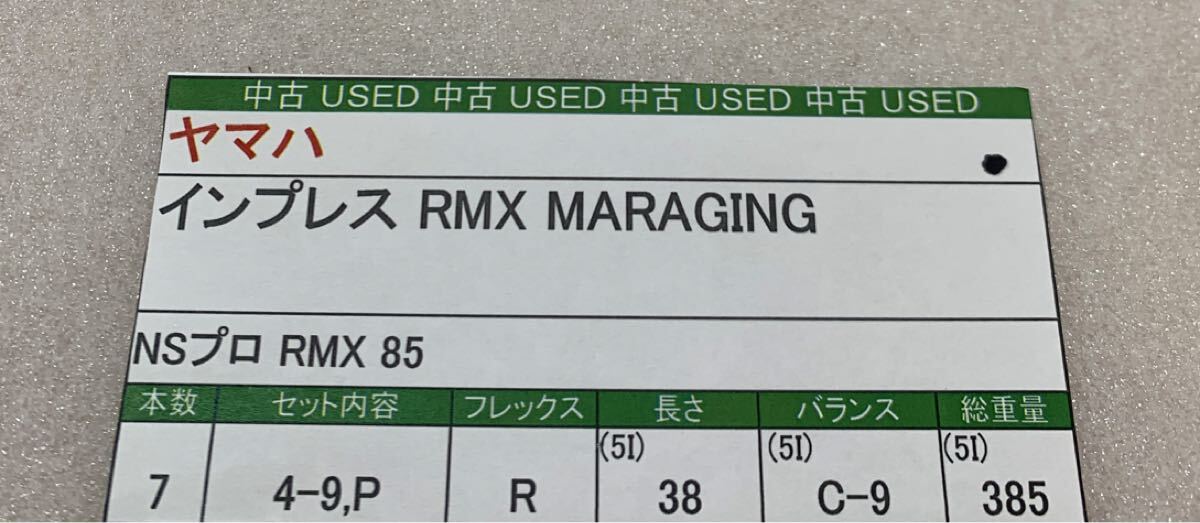 中古 USED 中古 USED 中古 USED 中古 USED
ヤマハ
インプレス RMX MARAGING
NSプロ RMX 85
本数 セット内容 フレックス 長さ バランス 総重量
(5I) (5I) (5I)
7 4-9,P R 38 C-9 385